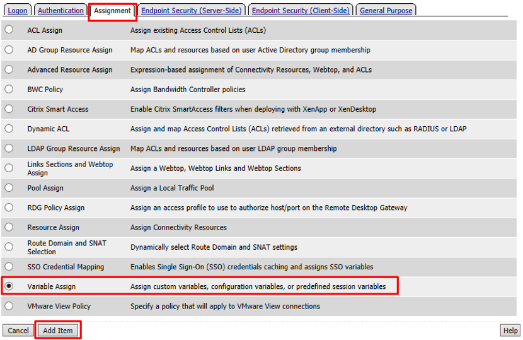 Logon Authentication Assignment Endpoint Security (Server-Side) Endpoint Security (Client-Side) General Purpose
ACL Assign Assign existing Access Control Lists (ACLs)
AD Group Resource Assign Map ACLs and resources based on user Active Directory group membership
Advanced Resource Assign Expression-based assignment of Connectivity Resources, Webtop, and ACLs
BWC Policy Assign Bandwidth Controller policies
Citrix Smart Access Enable Citrix SmartAccess filters when deploying with XenApp or XenDesktop
Dynamic ACL Assign and map Access Control Lists (ACLs) retrieved from an external directory such as RADIUS or LDAP
LDAP Group Resource Assign Map ACLs and resources based on user LDAP group membership
Links Sections and Webtop
Assign Assign a Webtop, Webtop Links and Webtop Sections
Pool Assign Assign a Local Traffic Pool
RDG Policy Assign Assign an access profile to use to authorize host/port on the Remote Desktop Gateway
Resource Assign Assign Connectivity Resources
Route Domain and SNAT
Selection Dynamically select Route Domain and SNAT settings
SSO Credential Mapping Enables Single Sign-On (SSO) credentials caching and assigns SSO variables
Variable Assign Assign custom variables, configuration variables, or predefined session variables
VMware View Policy Specify a policy that will apply to VMware View connections
Cancel Add Item Help